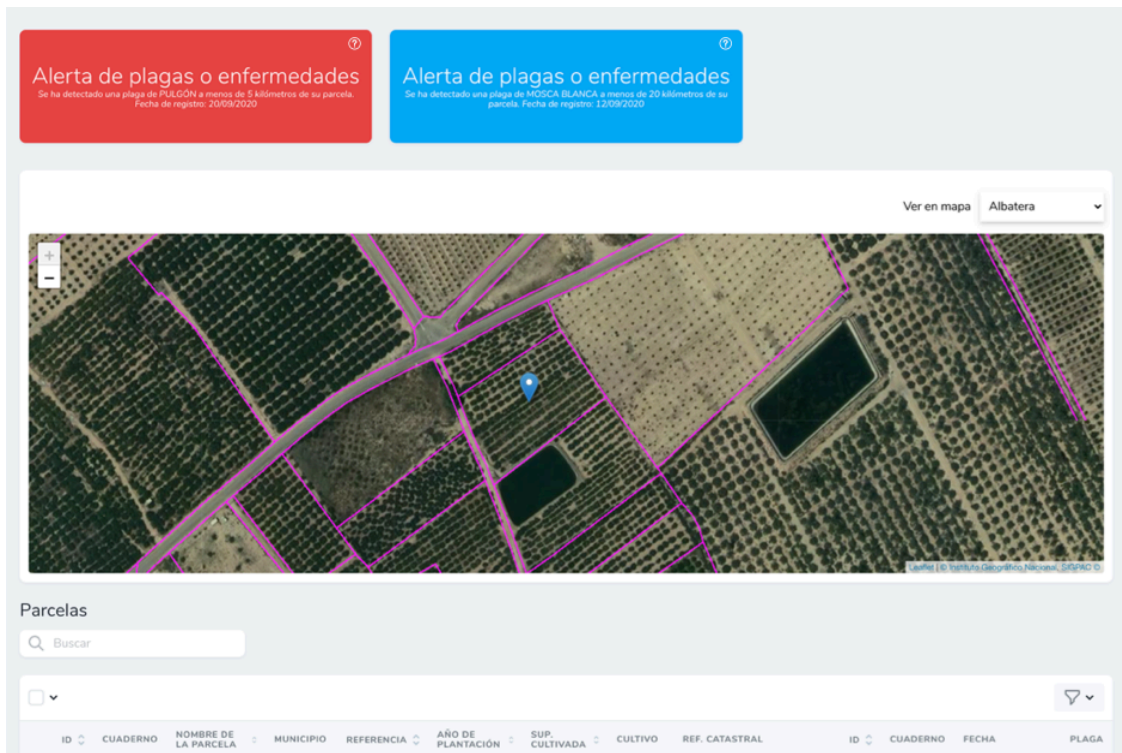 Alerta de plagas o enfermedades
Se ha detectado una plaga de PULGÓN a menos de 5 kilómetros de su parcela.
Fecha de registro: 20/09/2020
Alerta de plagas o enfermedades
Se ha detectado una plaga de MOSCA BLANCA a menos de 20 kilómetros de su
parcela. Fecha de registro: 12/09/2020
Ver en mapa Albatera
+
−
Leaflet | © Instituto Geográfico Nacional, SIGPAC ©
Parcelas
Buscar
ID CUADERNO NOMBRE DE LA PARCELA MUNICIPIO REFERENCIA AÑO DE PLANTACIÓN SUP. CULTIVADA CULTIVO REF. CATASTRAL ID CUADERNO FECHA PLAGA